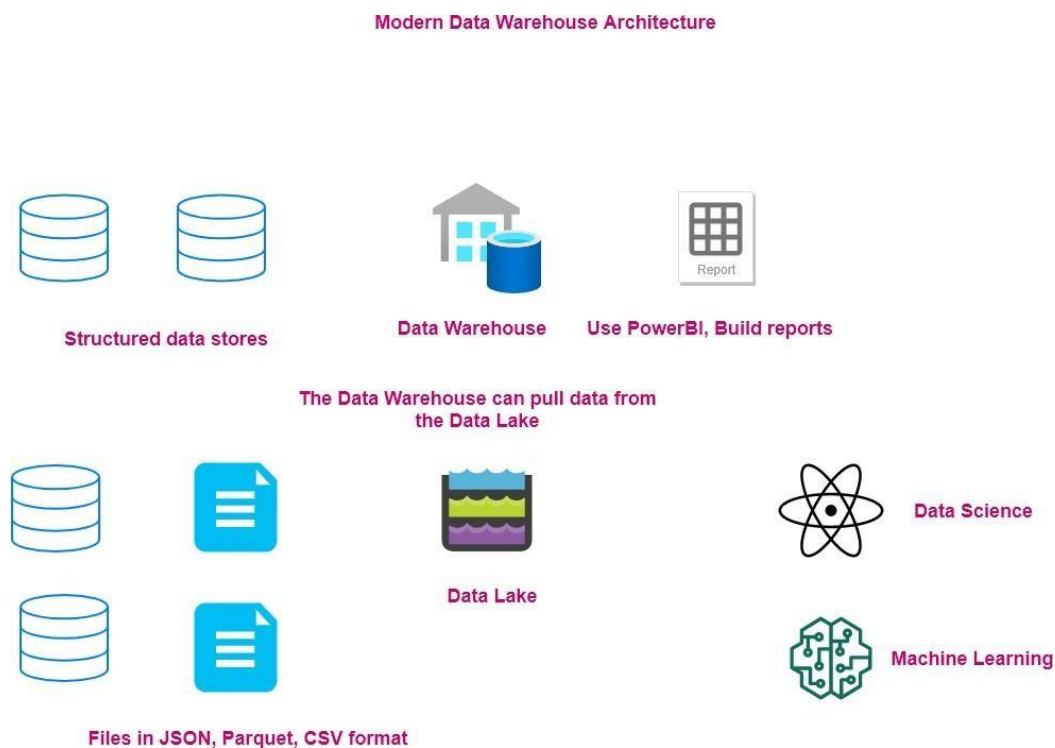 Modern Data Warehouse Architecture
Report
Structured data stores
Data Warehouse
Use PowerBI, Build reports
The Data Warehouse can pull data from
the Data Lake
Data Science
Data Lake
Machine Learning
Files in JSON, Parquet, CSV format